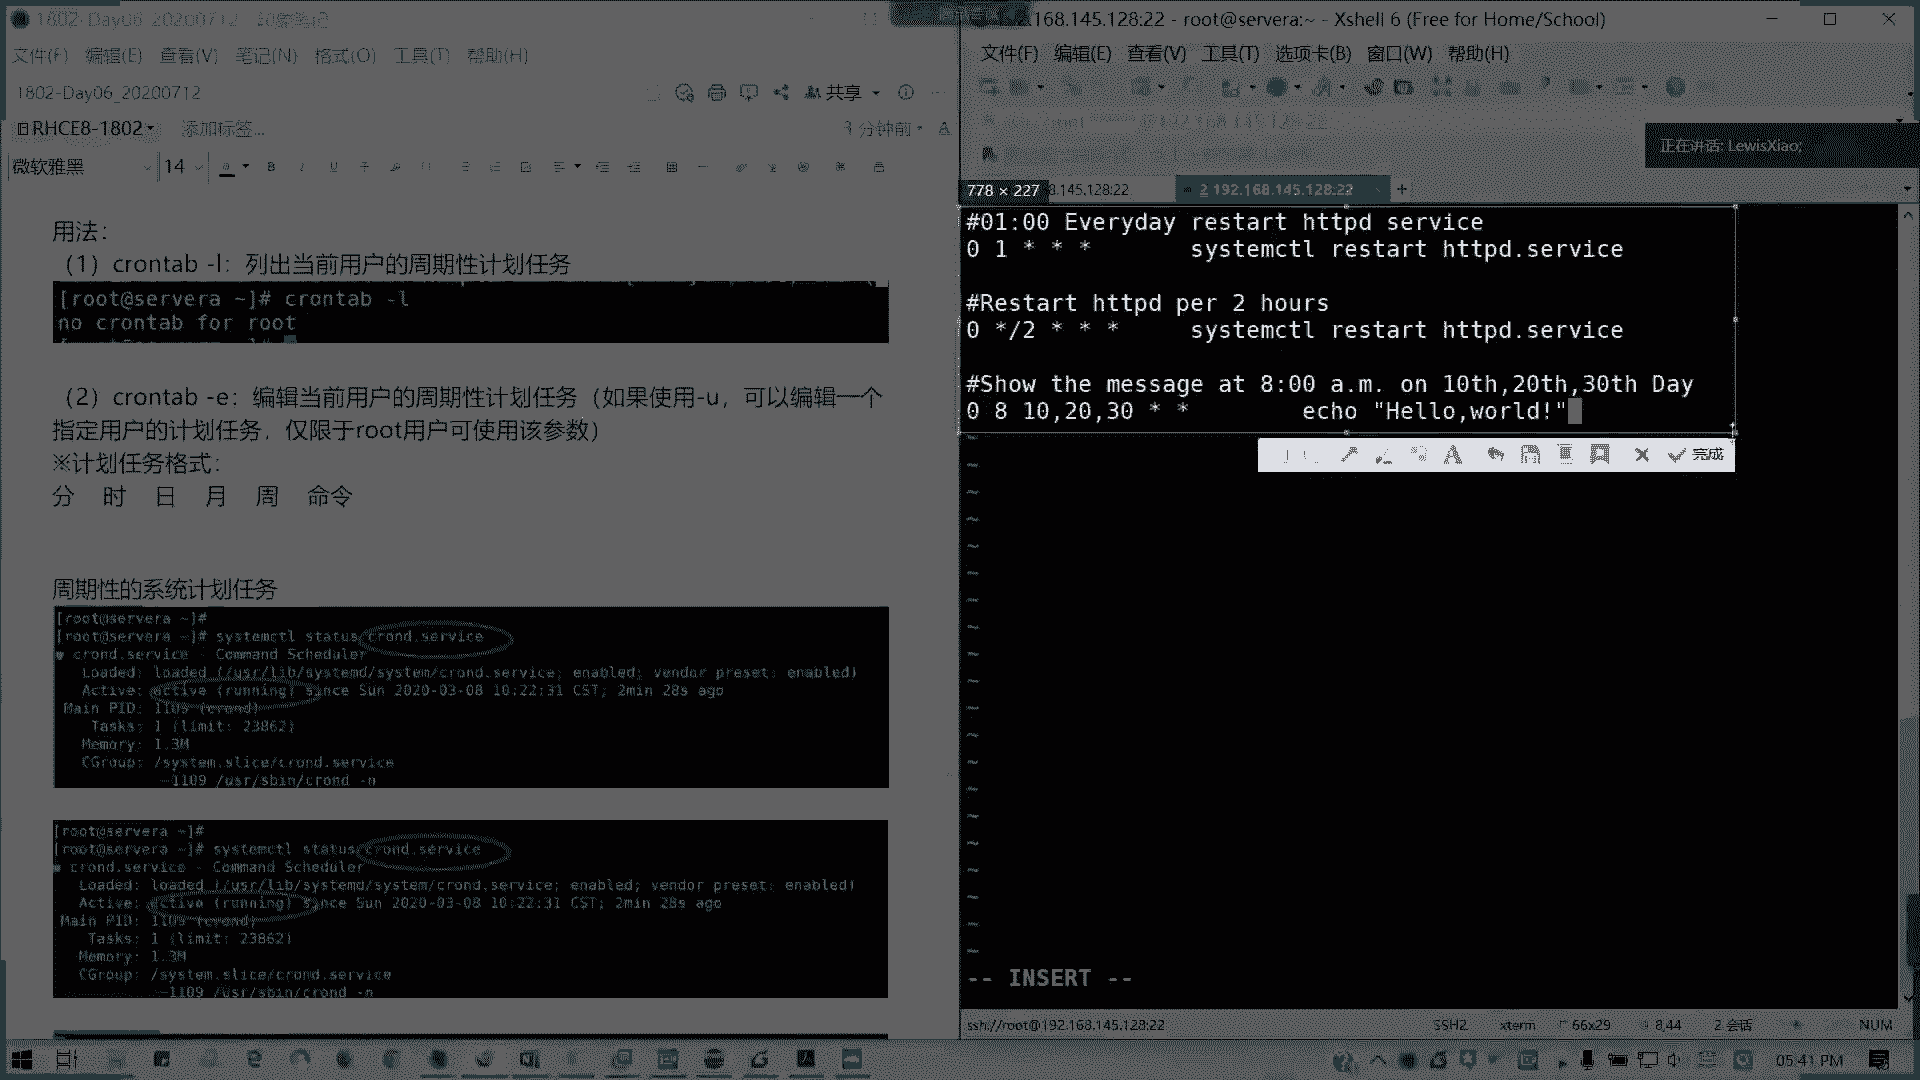 1802-Day06_20200712
文件(F) 编辑(E) 查看(V) 笔记(N) 格式(O) 工具(T) 帮助(H)
1802-Day06_20200712
共享
RHCE8-1802
添加标签...
3 分钟前
微软雅黑
14
用法：
（1）crontab -l：列出当前用户的周期性计划任务
[root@servera ~]# crontab -l
no crontab for root
（2）crontab -e：编辑当前用户的周期性计划任务（如果使用-u，可以编辑一个
指定用户的计划任务，仅限于root用户可使用该参数）
※计划任务格式：
分 时 日 月 周 命令
周期性的系统计划任务
[root@servera ~]#
[root@servera ~]# systemctl status crond.service
● crond.service - Command Scheduler
Loaded: loaded (/usr/lib/systemd/system/crond.service; enabled; vendor preset: enabled)
Active: active (running) since Sun 2020-03-08 10:22:31 CST; 2min 28s ago
Main PID: 1109 (crond)
Tasks: 1 (limit: 23862)
Memory: 1.3M
CGroup: /system.slice/crond.service
─1109 /usr/sbin/crond -n
[root@servera ~]#
[root@servera ~]# systemctl status crond.service
● crond.service - Command Scheduler
Loaded: loaded (/usr/lib/systemd/system/crond.service; enabled; vendor preset: enabled)
Active: active (running) since Sun 2020-03-08 10:22:31 CST; 2min 28s ago
Main PID: 1109 (crond)
Tasks: 1 (limit: 23862)
Memory: 1.3M
CGroup: /system.slice/crond.service
─1109 /usr/sbin/crond -n
.168.145.128:22 - root@servera:~ - Xshell 6 (Free for Home/School)
文件(F) 编辑(E) 查看(V) 工具(T) 选项卡(B) 窗口(W) 帮助(H)
正在讲话: LewisXiao;
778 × 227
8.145.128:22
2 192.168.145.128:22
#01:00 Everyday restart httpd service
0 1 * * * systemctl restart httpd.service
#Restart httpd per 2 hours
0 */2 * * * systemctl restart httpd.service
#Show the message at 8:00 a.m. on 10th,20th,30th Day
0 8 10,20,30 * * echo "Hello,world!"
完成
-- INSERT --
ssh://root@192.168.145.128:22
SSH2 xterm 66x29 8,44 2 会话 NUM
05:41 PM